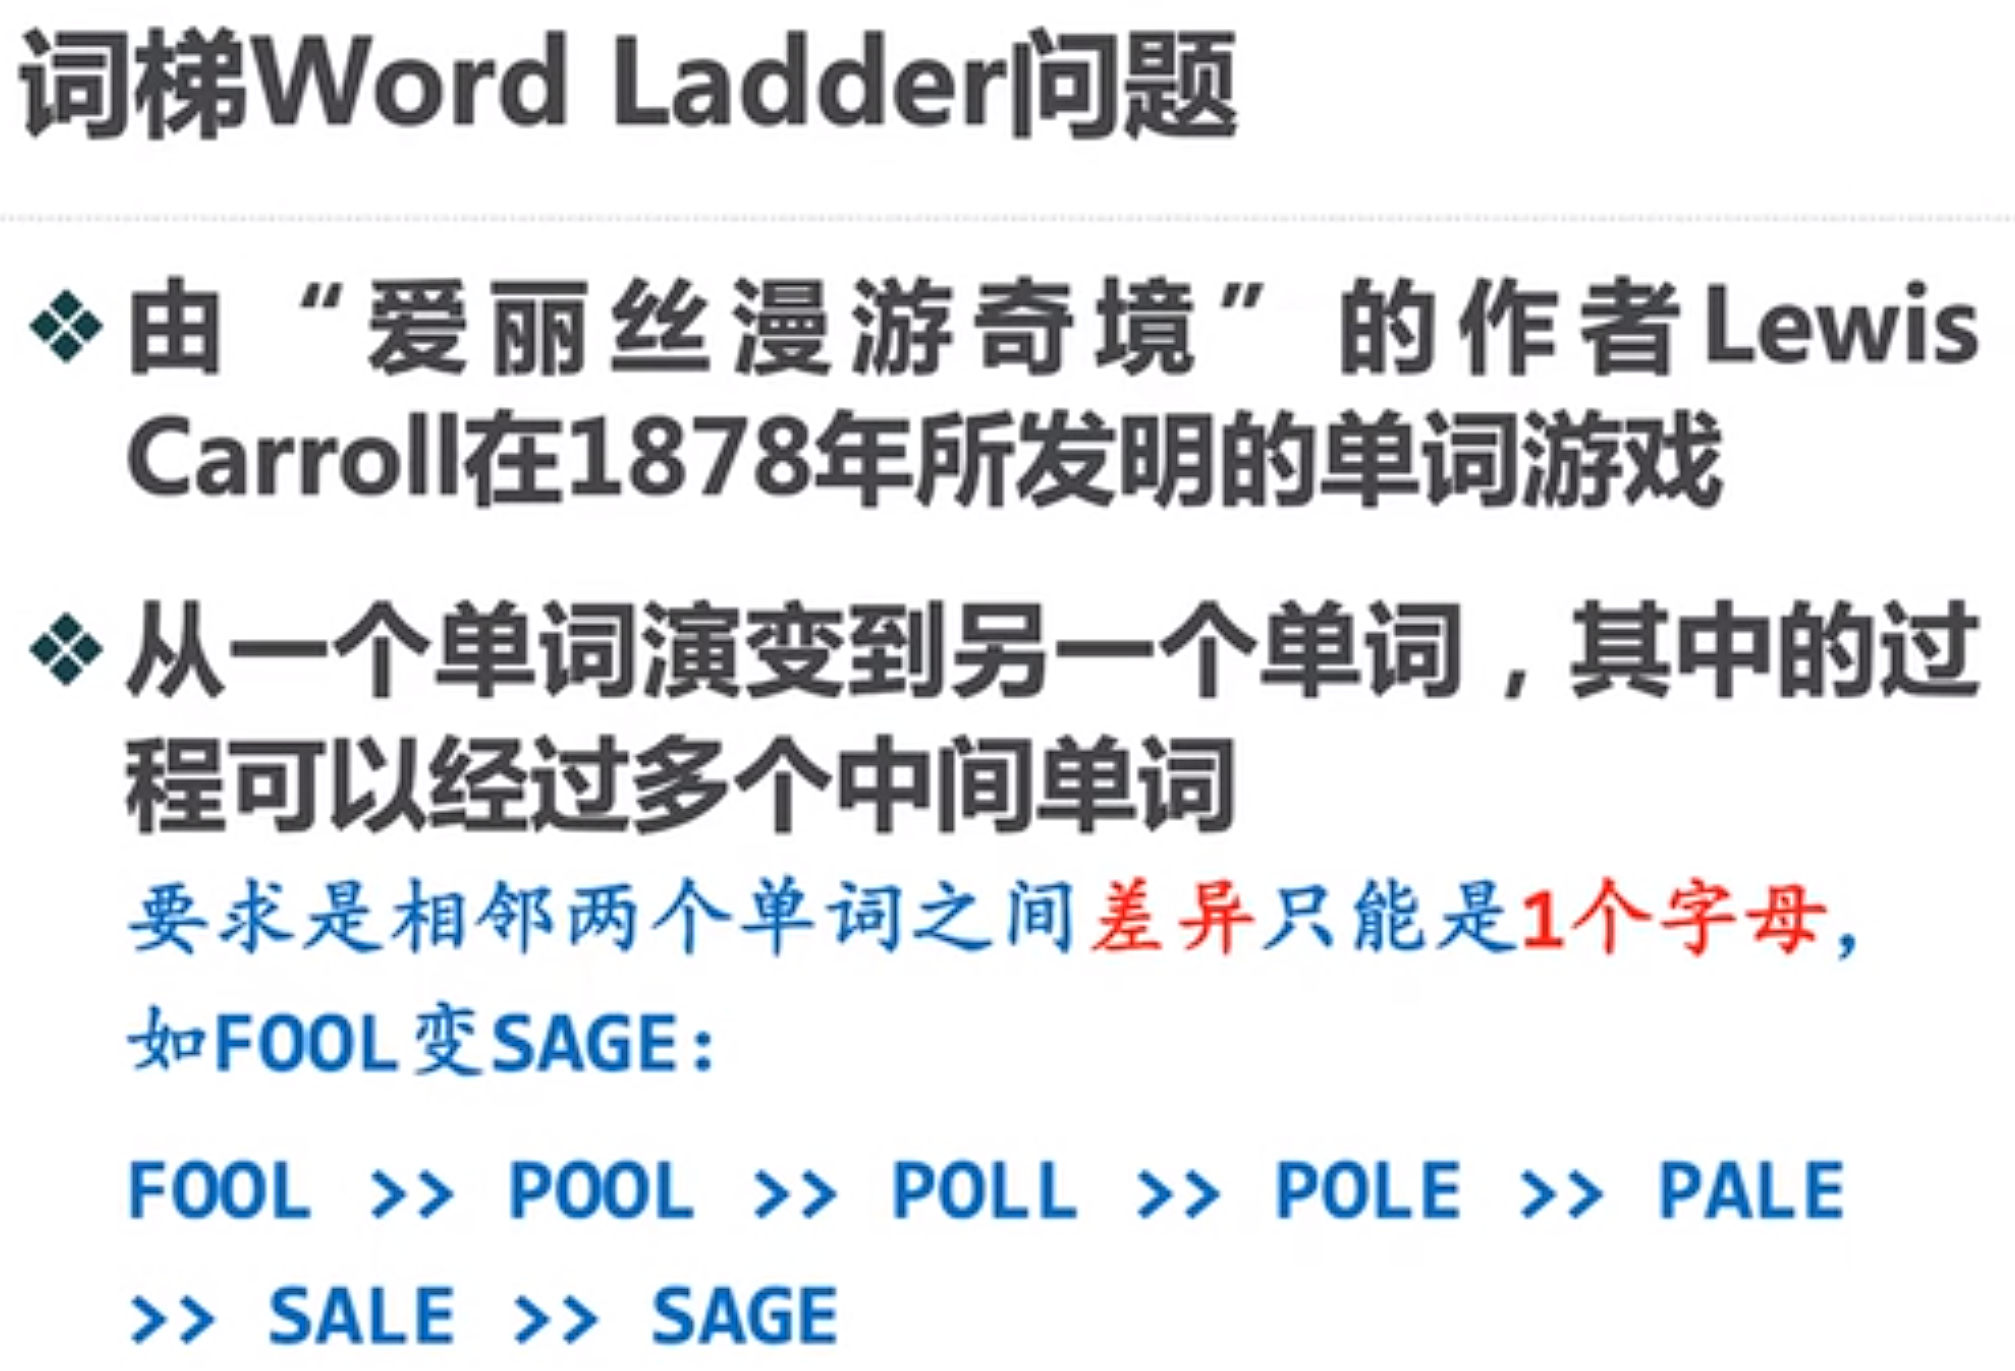 词梯Word Ladder问题
由“爱丽丝漫游奇境”的作者Lewis
Carroll在1878年所发明的单词游戏
从一个单词演变到另一个单词，其中的过
程可以经过多个中间单词
要求是相邻两个单词之间差异只能是1个字母，
如FOOL变SAGE：
FOOL >> POOL >> POLL >> POLE >> PALE
>> SALE >> SAGE